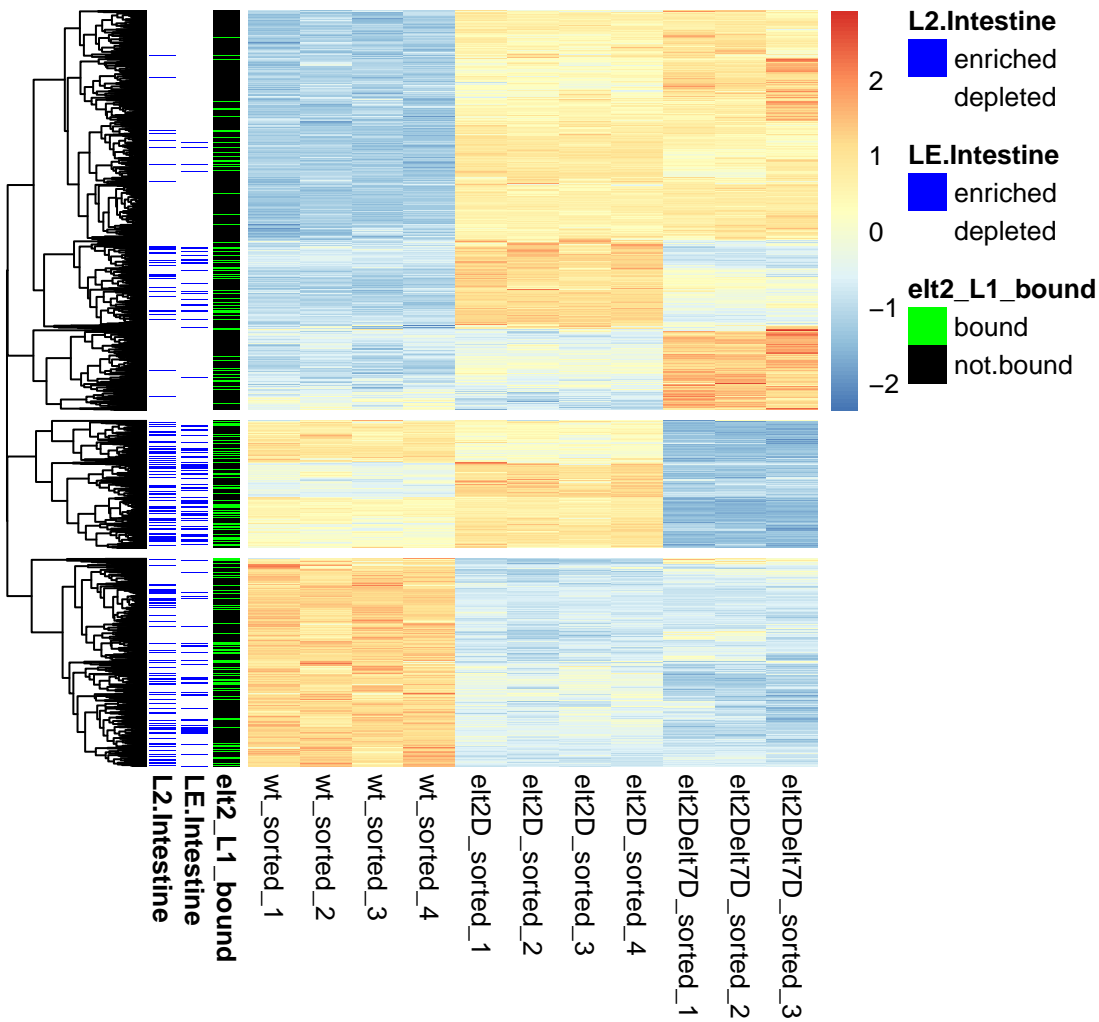 L2.Intestine
enriched
depleted
LE.Intestine
enriched
depleted
elt2_L1_bound
bound
not.bound
2
1
0
−1
−2
L2.Intestine
LE.Intestine
elt2_L1_bound
wt_sorted_1
wt_sorted_2
wt_sorted_3
wt_sorted_4
elt2D_sorted_1
elt2D_sorted_2
elt2D_sorted_3
elt2D_sorted_4
elt2Delt7D_sorted_1
elt2Delt7D_sorted_2
elt2Delt7D_sorted_3